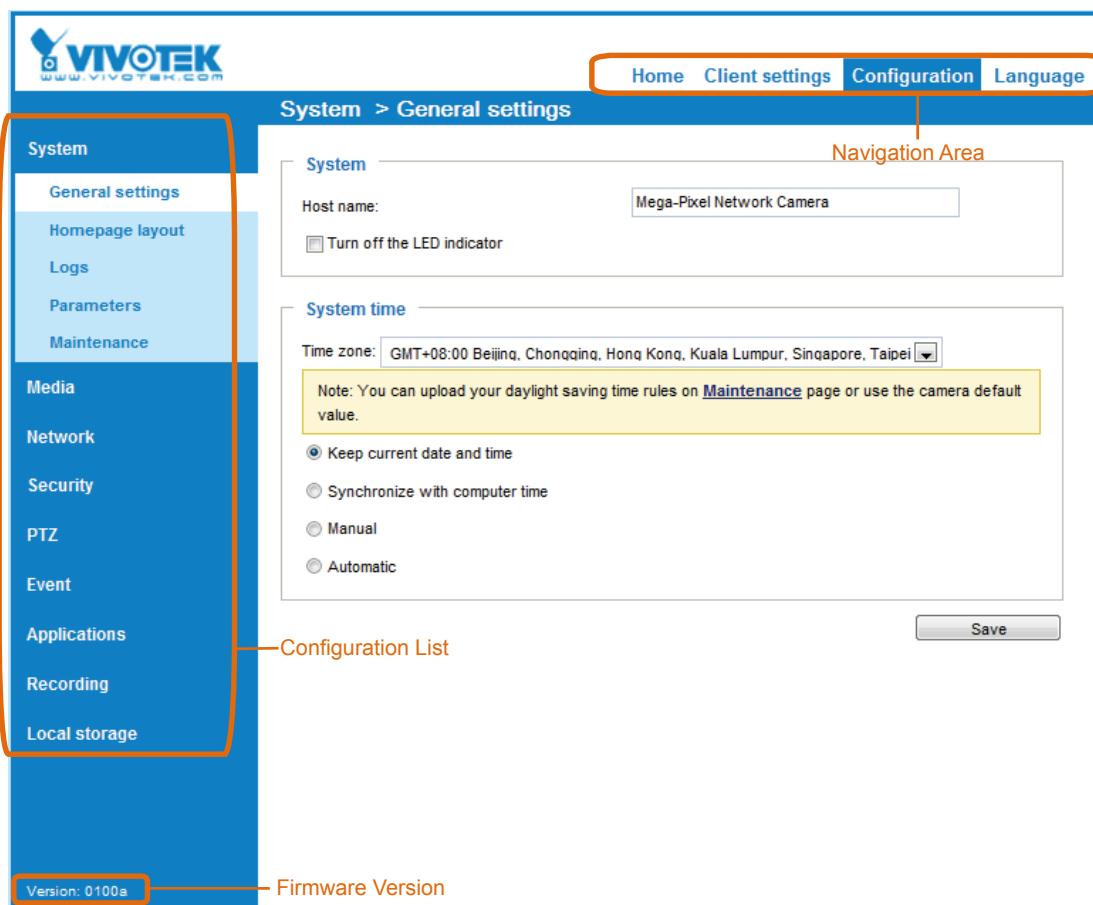 VIVOTEK
www.vivotek.com
Home Client settings Configuration Language
System > General settings
Navigation Area
System
General settings
Homepage layout
Logs
Parameters
Maintenance
Media
Network
Security
PTZ
Event
Applications
Recording
Local storage
Configuration List
Version: 0100a
Firmware Version
System
Host name: Mega-Pixel Network Camera
Turn off the LED indicator
System time
Time zone: GMT+08:00 Beijing, Chongqing, Hong Kong, Kuala Lumpur, Singapore, Taipei
Note: You can upload your daylight saving time rules on Maintenance page or use the camera default
value.
Keep current date and time
Synchronize with computer time
Manual
Automatic
Save